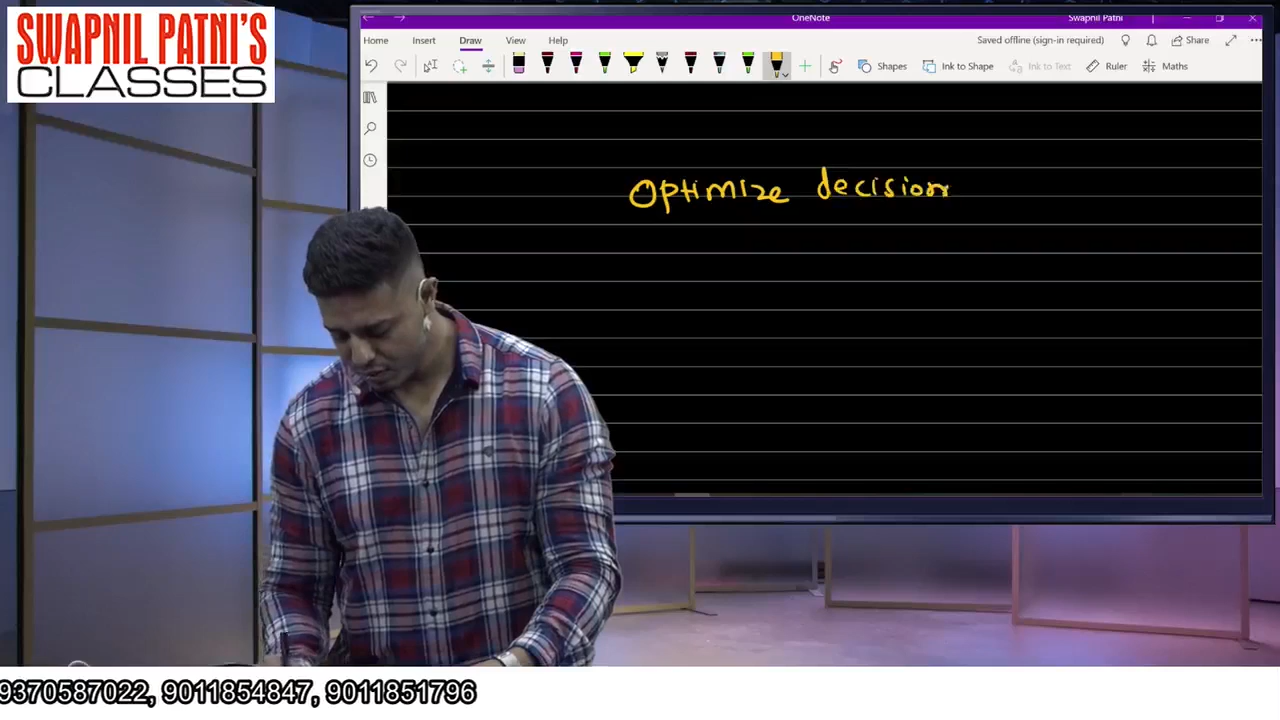 SWAPNIL PATNI'S
CLASSES
OneNote
Swapnil Patni
Home Insert Draw View Help
Saved offline (sign-in required)
Share
Shapes
Ink to Shape
Ink to Text
Ruler
Maths
Optimize decision
9370587022, 9011854847, 9011851796